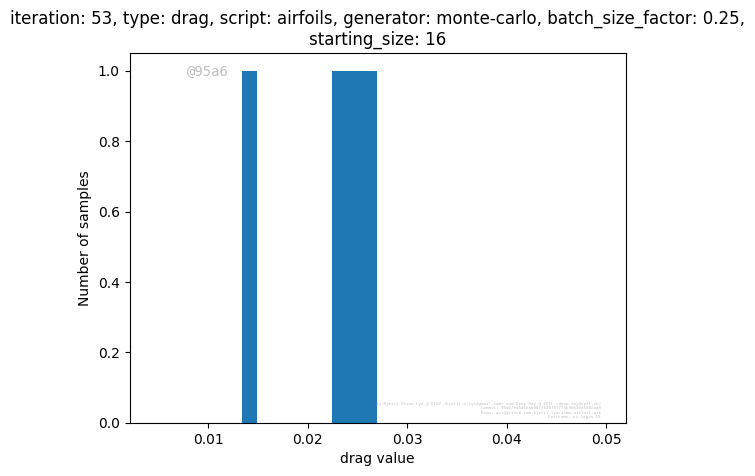 iteration: 53, type: drag, script: airfoils, generator: monte-carlo, batch_size_factor: 0.25,
starting_size: 16
@95a6
1.0
0.8
0.6
0.4
0.2
0.0
Number of samples
0.01
0.02
0.03
0.04
0.05
drag value